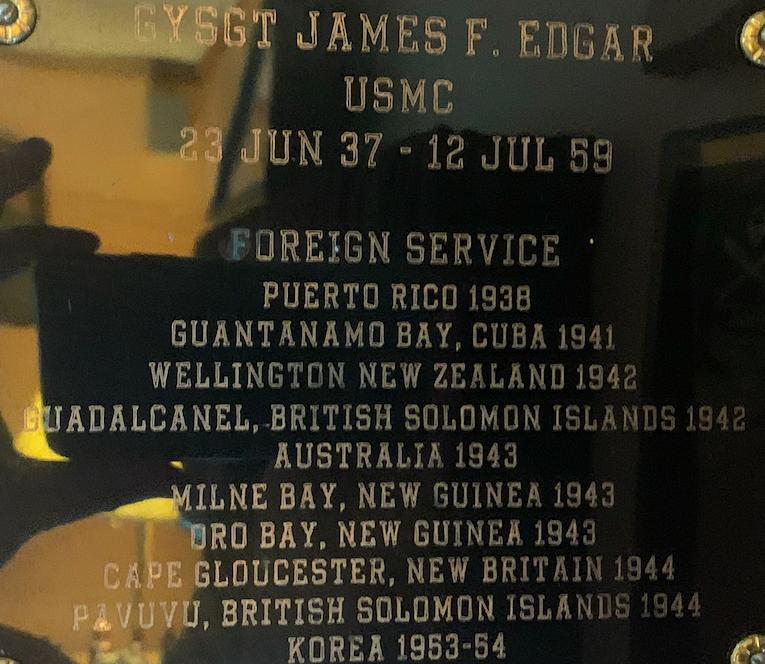 GYSGT JAMES F. EDGAR
USMC
23 JUN 37 - 12 JUL 59
FOREIGN SERVICE
PUERTO RICO 1938
GUANTANAMO BAY, CUBA 1941
WELLINGTON NEW ZEALAND 1942
GUADALCANEL, BRITISH SOLOMON ISLANDS 1942
AUSTRALIA 1943
MILNE BAY, NEW GUINEA 1943
ORO BAY, NEW GUINEA 1943
CAPE GLOUCESTER, NEW BRITAIN 1944
PAVUVU, BRITISH SOLOMON ISLANDS 1944
KOREA 1953-54